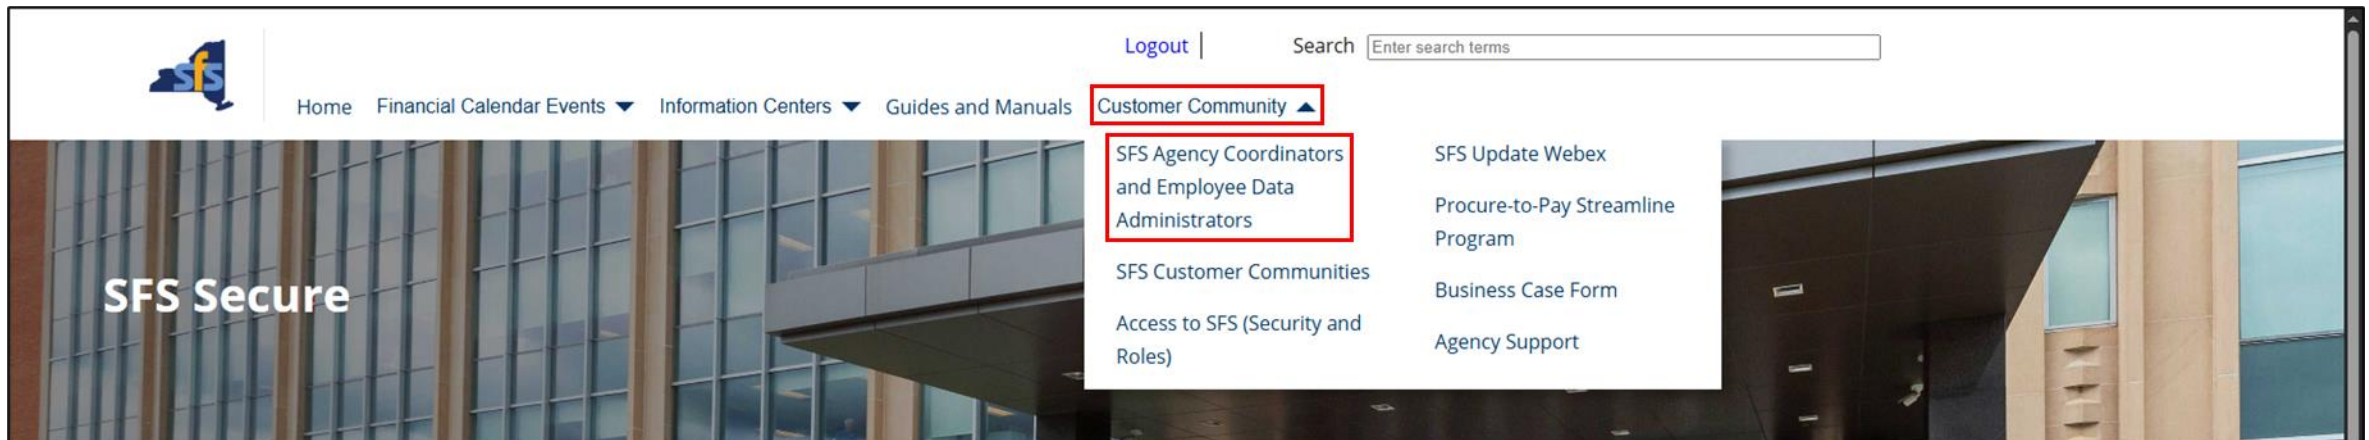 sfs
Logout
Search
Enter search terms
Home
Financial Calendar Events
Information Centers
Guides and Manuals
Customer Community
SFS Agency Coordinators
and Employee Data
Administrators
SFS Customer Communities
Access to SFS (Security and
Roles)
SFS Update Webex
Procure-to-Pay Streamline
Program
Business Case Form
Agency Support
SFS Secure